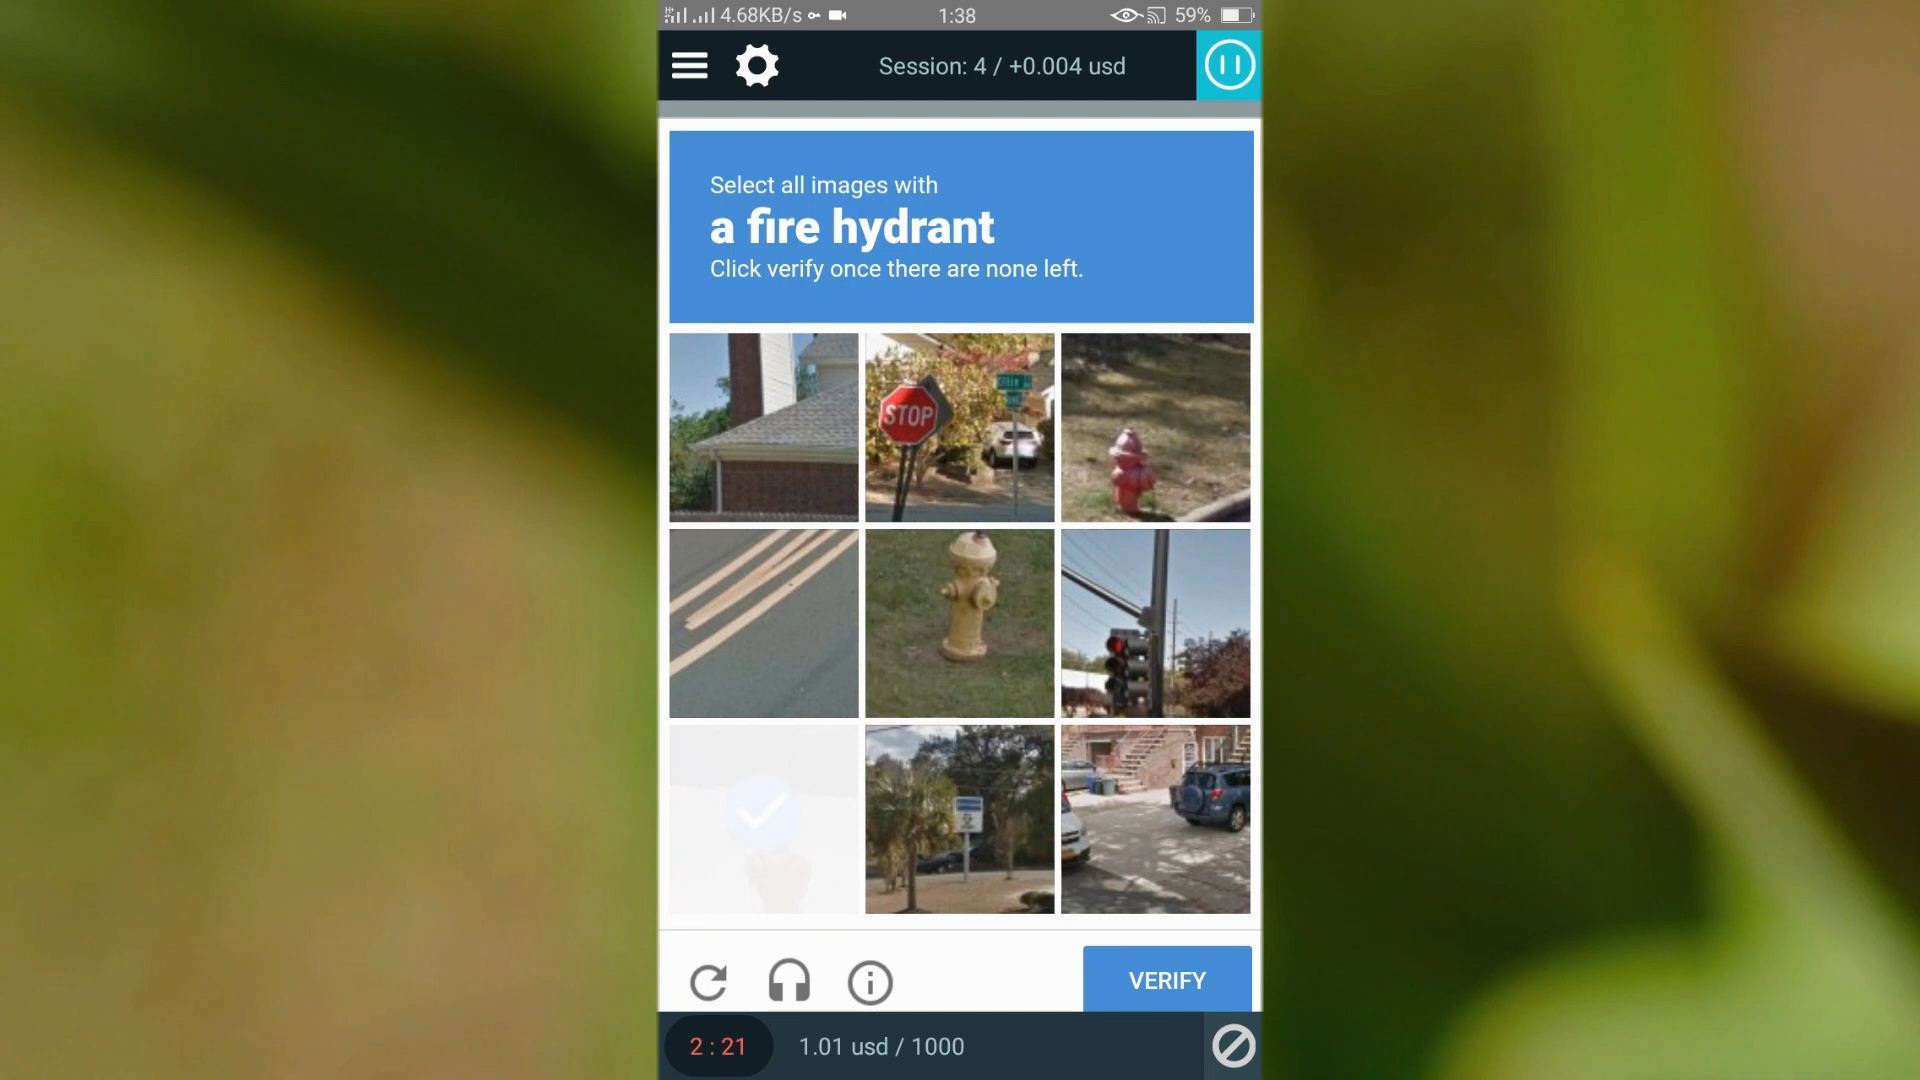 4.68KB/s
1:38
59%
Session: 4 / +0.004 usd
Select all images with
a fire hydrant
Click verify once there are none left.
STOP
VERIFY
2 : 21
1.01 usd / 1000